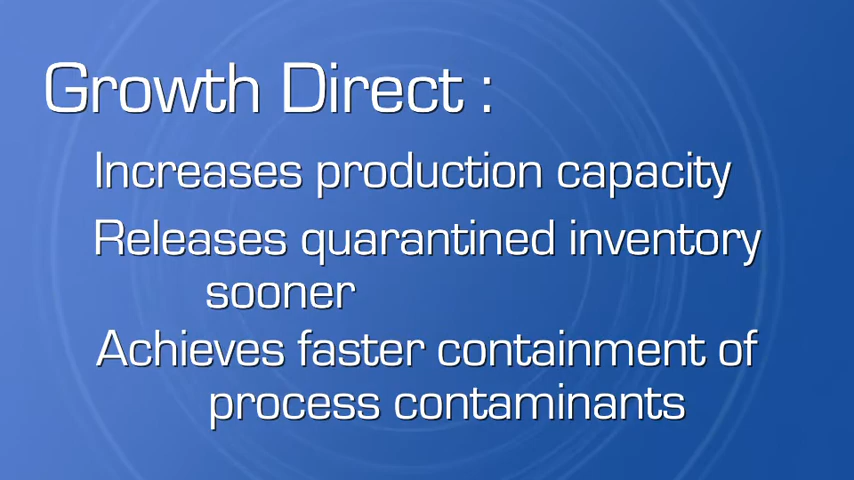 Growth Direct :
Increases production capacity
Releases quarantined inventory
sooner
Achieves faster containment of
process contaminants